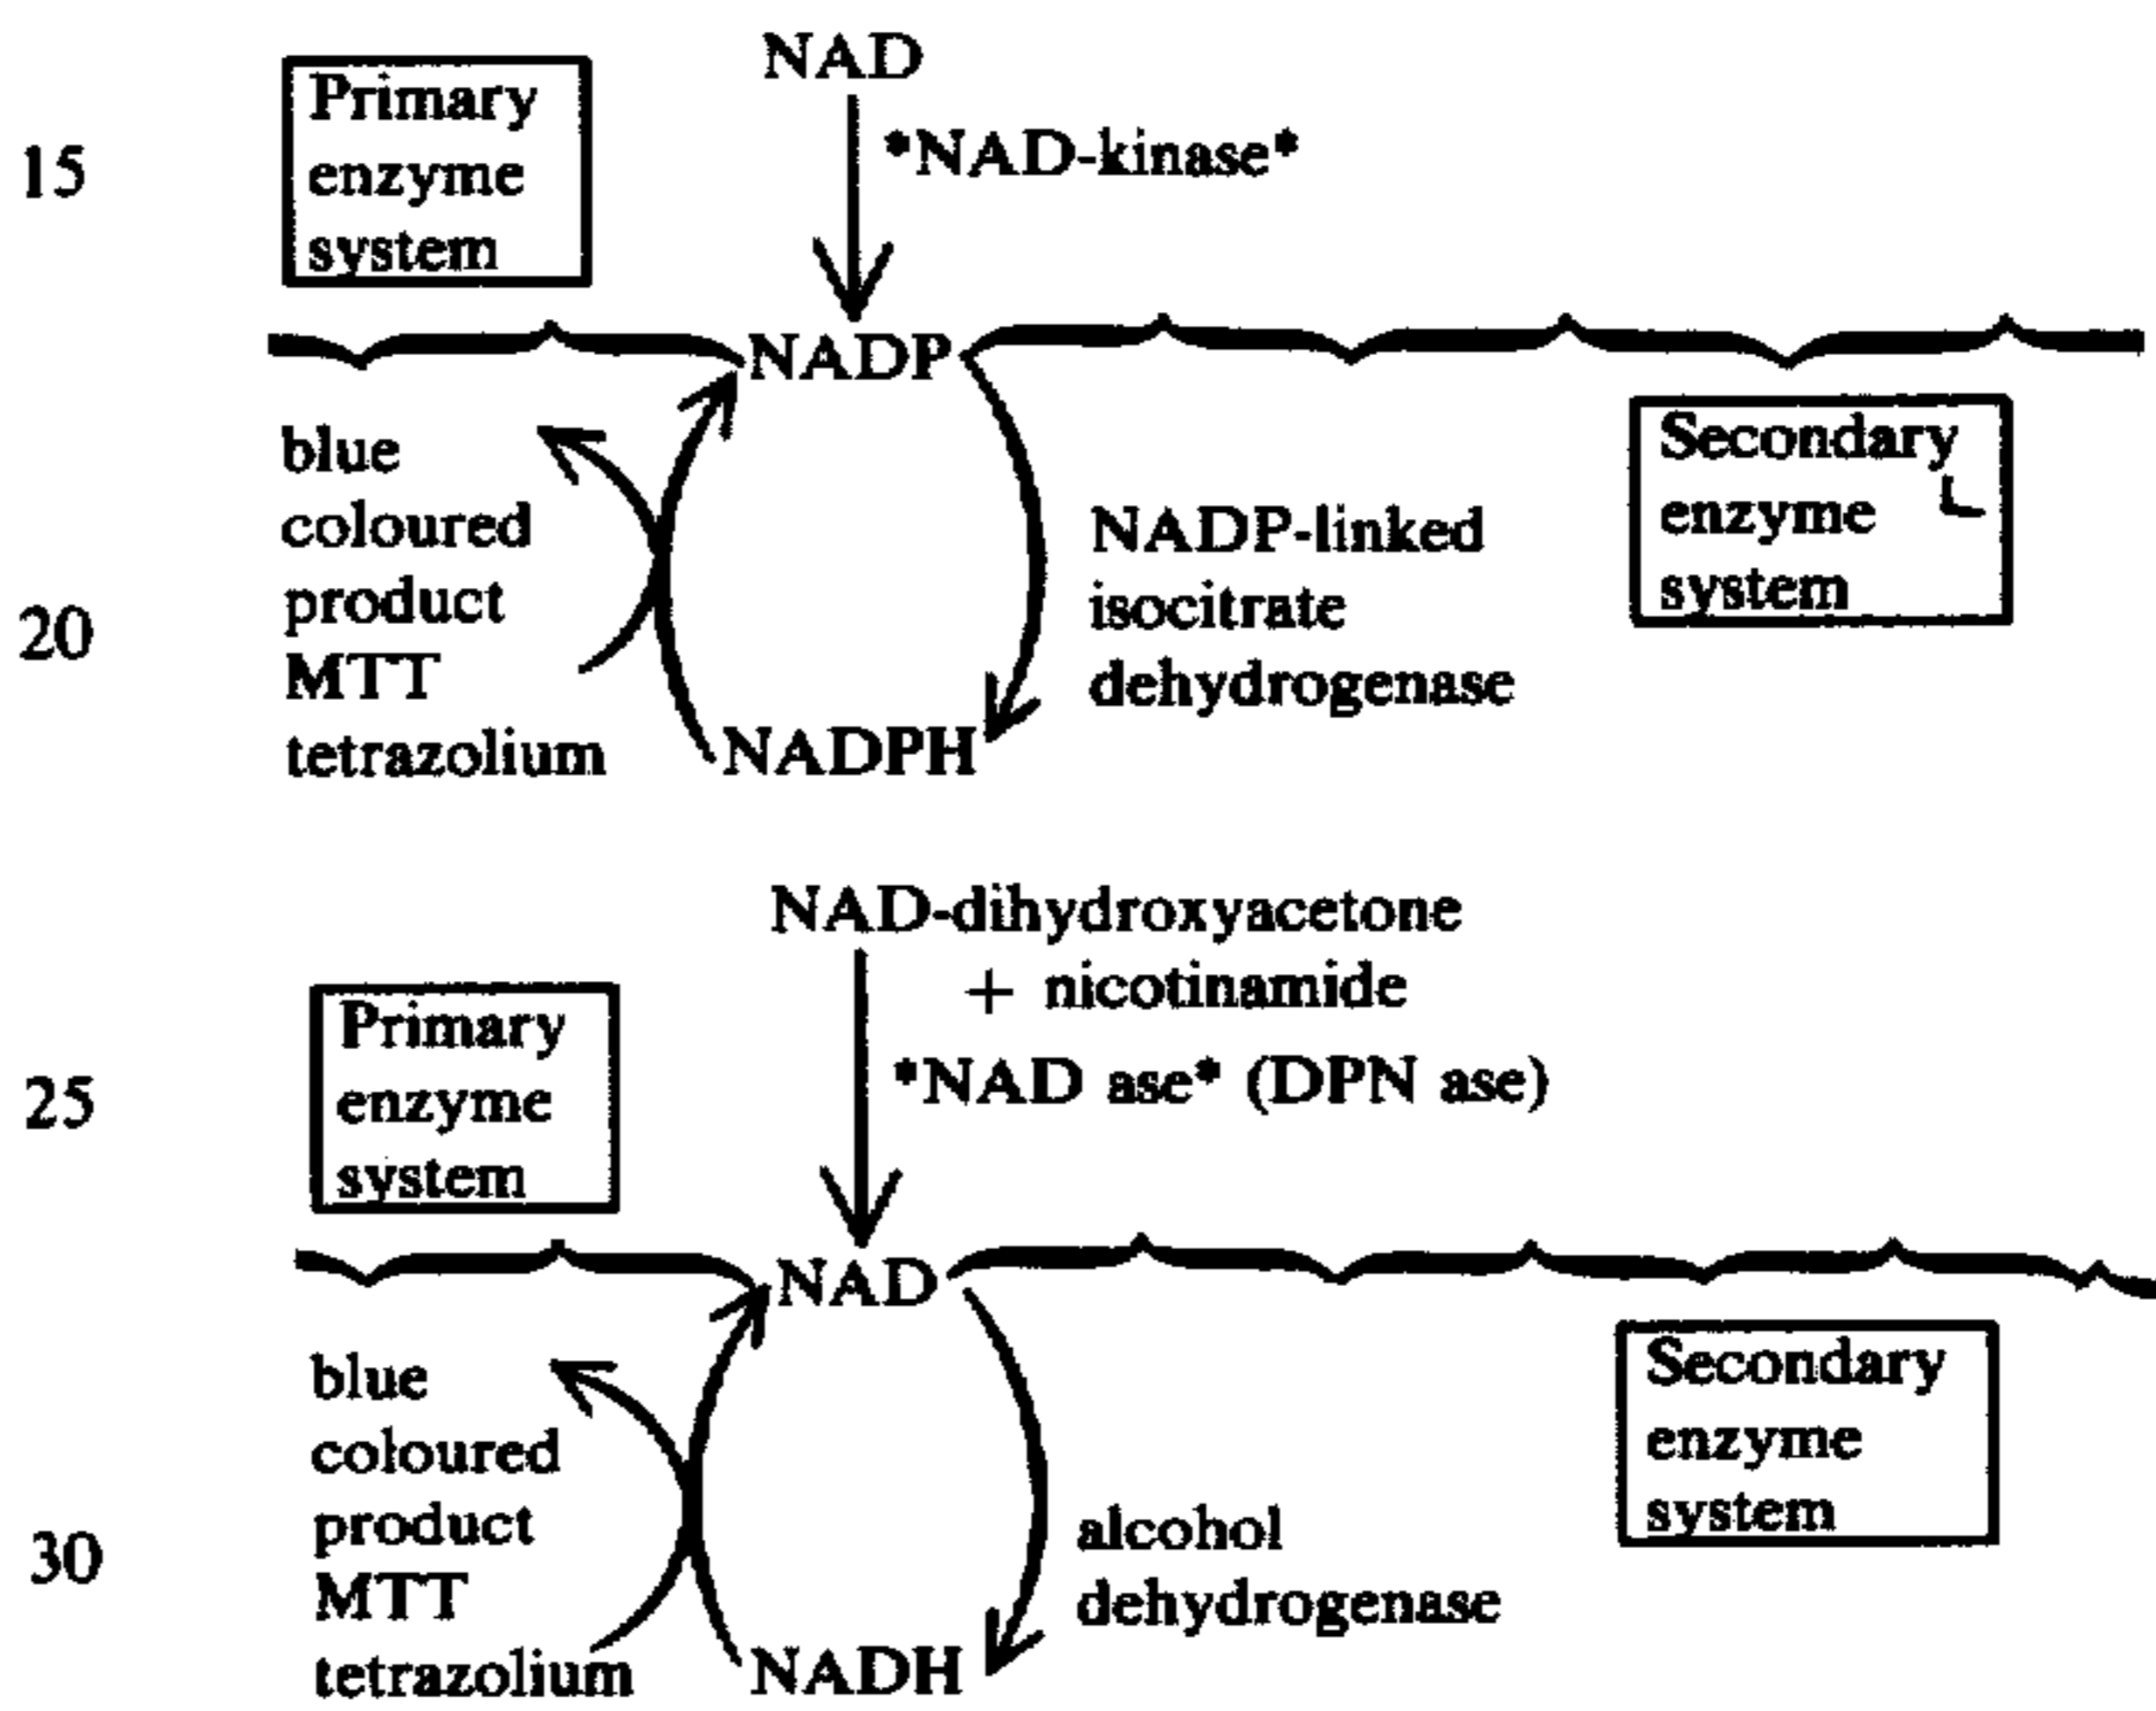 NAD
Primary
enzyme
system
*NAD-kinase*
15
NADP
blue
coloured
product
MTT
tetrazolium
NADP-linked
isocitrate
dehydrogenase
Secondary
enzyme
system
20
NADPH
NAD-dihydroxyacetone
+ nicotinamide
*NAD ase* (DPN ase)
Primary
enzyme
system
25
NAD
blue
coloured
product
MTT
tetrazolium
alcohol
dehydrogenase
Secondary
enzyme
system
30
NADH